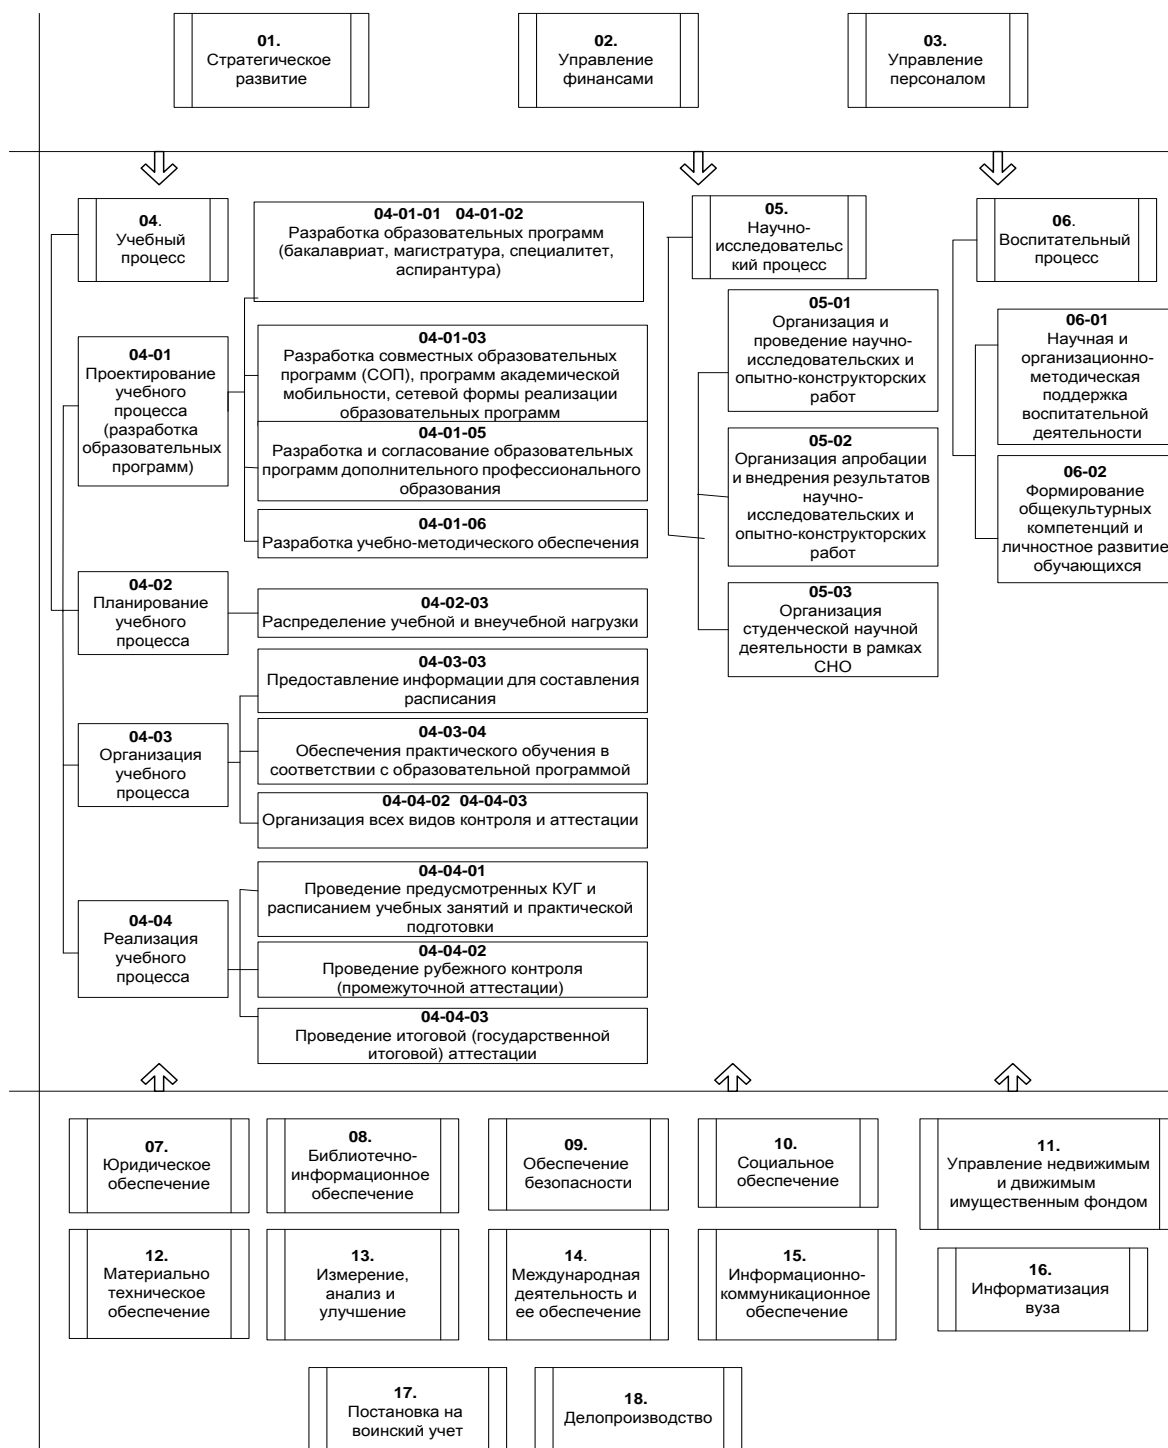 01.
Стратегическое
развитие
02.
Управление
финансами
03.
Управление
персоналом
04.
Учебный
процесс
04-01-01 04-01-02
Разработка образовательных программ
(бакалавриат, магистратура, специалитет,
аспирантура)
04-01
Проектирование
учебного
процесса
(разработка
образовательных
программ)
04-01-03
Разработка совместных образовательных
программ (СОП), программ академической
мобильности, сетевой формы реализации
образовательных программ
04-01-05
Разработка и согласование образовательных
программ дополнительного профессионального
образования
04-01-06
Разработка учебно-методического обеспечения
04-02
Планирование
учебного
процесса
04-02-03
Распределение учебной и внеучебной нагрузки
04-03
Организация
учебного
процесса
04-03-03
Предоставление информации для составления
расписания
04-03-04
Обеспечения практического обучения в
соответствии с образовательной программой
04-04-02 04-04-03
Организация всех видов контроля и аттестации
04-04
Реализация
учебного
процесса
04-04-01
Проведение предусмотренных КУГ и
расписанием учебных занятий и практической
подготовки
04-04-02
Проведение рубежного контроля
(промежуточной аттестации)
04-04-03
Проведение итоговой (государственной
итоговой) аттестации
05.
Научно-
исследовательс
кий процесс
05-01
Организация и
проведение научно-
исследовательских и
опытно-конструкторских
работ
05-02
Организация апробации
и внедрения результатов
научно-
исследовательских и
опытно-конструкторских
работ
05-03
Организация
студенческой научной
деятельности в рамках
СНО
06.
Воспитательный
процесс
06-01
Научная и
организационно-
методическая
поддержка
воспитательной
деятельности
06-02
Формирование
общекультурных
компетенций и
личностное развитие
обучающихся
07.
Юридическое
обеспечение
08.
Библиотечно-
информационное
обеспечение
09.
Обеспечение
безопасности
10.
Социальное
обеспечение
11.
Управление недвижимым
и движимым
имущественным фондом
12.
Материально
техническое
обеспечение
13.
Измерение,
анализ и
улучшение
14.
Международная
деятельность и
ее обеспечение
15.
Информационно-
коммуникационное
обеспечение
16.
Информатизация
вуза
17.
Постановка на
воинский учет
18.
Делопроизводство